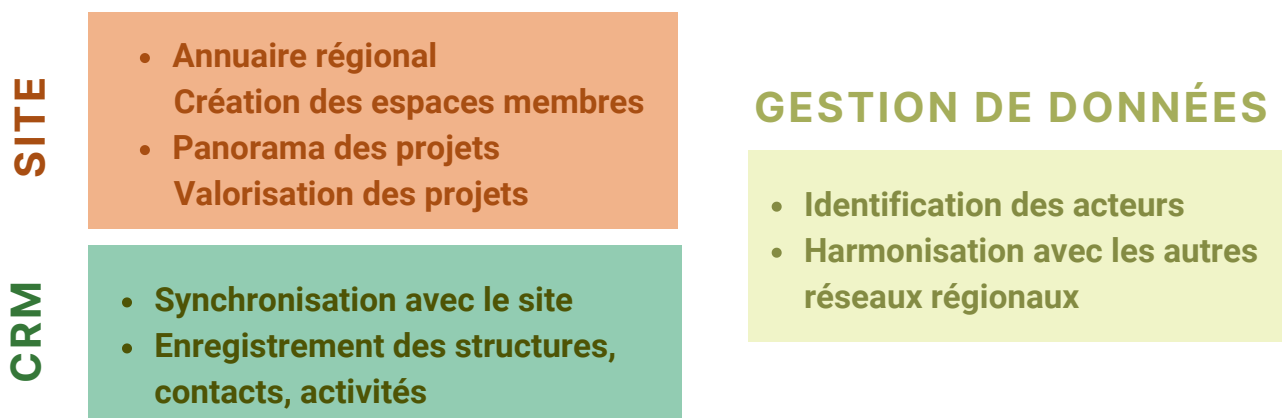 SITE
• Annuaire régional
Création des espaces membres
• Panorama des projets
Valorisation des projets
CRM
• Synchronisation avec le site
• Enregistrement des structures,
contacts, activités
GESTION DE DONNÉES
• Identification des acteurs
• Harmonisation avec les autres
réseaux régionaux